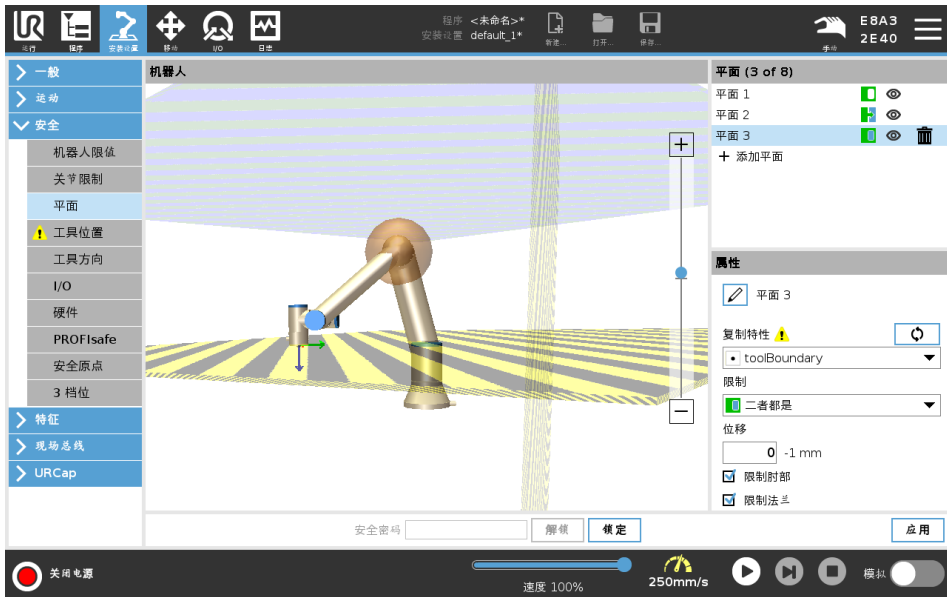 UR
运行
程序
安装设置
移动
I/O
日志
程序 <未命名>*
安装设置 default_1*
新建...
打开...
保存...
手动
E8A3
2E40
一般
运动
安全
机器人限值
关节限制
平面
工具位置
工具方向
I/O
硬件
PROFIsafe
安全原点
3 档位
特征
现场总线
URCap
机器人
平面 (3 of 8)
平面 1
平面 2
平面 3
添加平面
属性
平面 3
复制特性
toolBoundary
限制
二者都是
位移
0 -1 mm
限制肘部
限制法兰
安全密码
解锁
锁定
应用
关闭电源
速度 100%
250mm/s
模拟